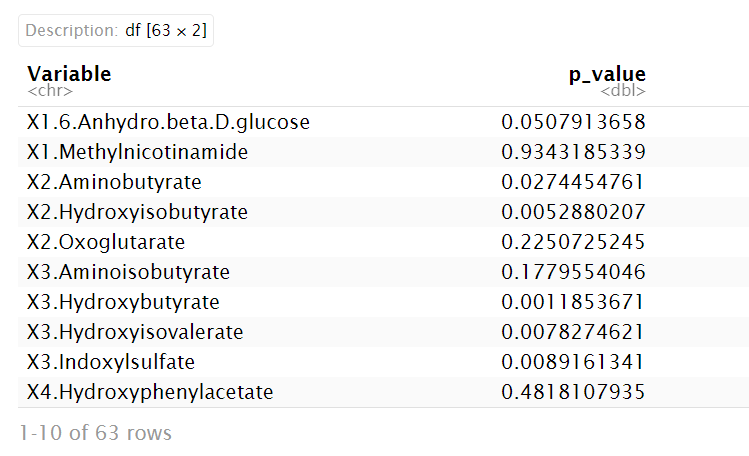 Description: df [63 × 2]
Variable p_value
<chr> <dbl>
X1.6.Anhydro.beta.D.glucose 0.0507913658
X1.Methylnicotinamide 0.9343185339
X2.Aminobutyrate 0.0274454761
X2.Hydroxyisobutyrate 0.0052880207
X2.Oxoglutarate 0.2250725245
X3.Aminoisobutyrate 0.1779554046
X3.Hydroxybutyrate 0.0011853671
X3.Hydroxyisovalerate 0.0078274621
X3.Indoxylsulfate 0.0089161341
X4.Hydroxyphenylacetate 0.4818107935
1-10 of 63 rows